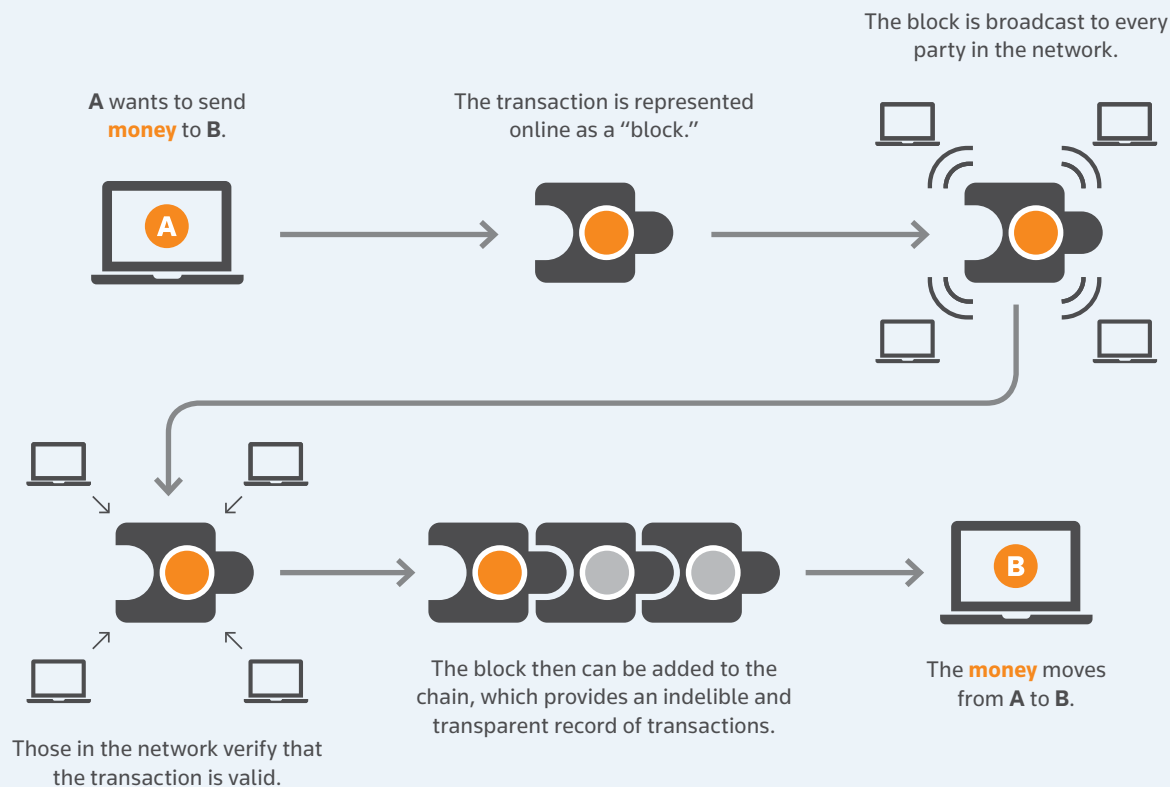 A wants to send
money to B.
A
The transaction is represented
online as a “block.”
The block is broadcast to every
party in the network.
Those in the network verify that
the transaction is valid.
The block then can be added to the
chain, which provides an indelible and
transparent record of transactions.
B
The money moves
from A to B.